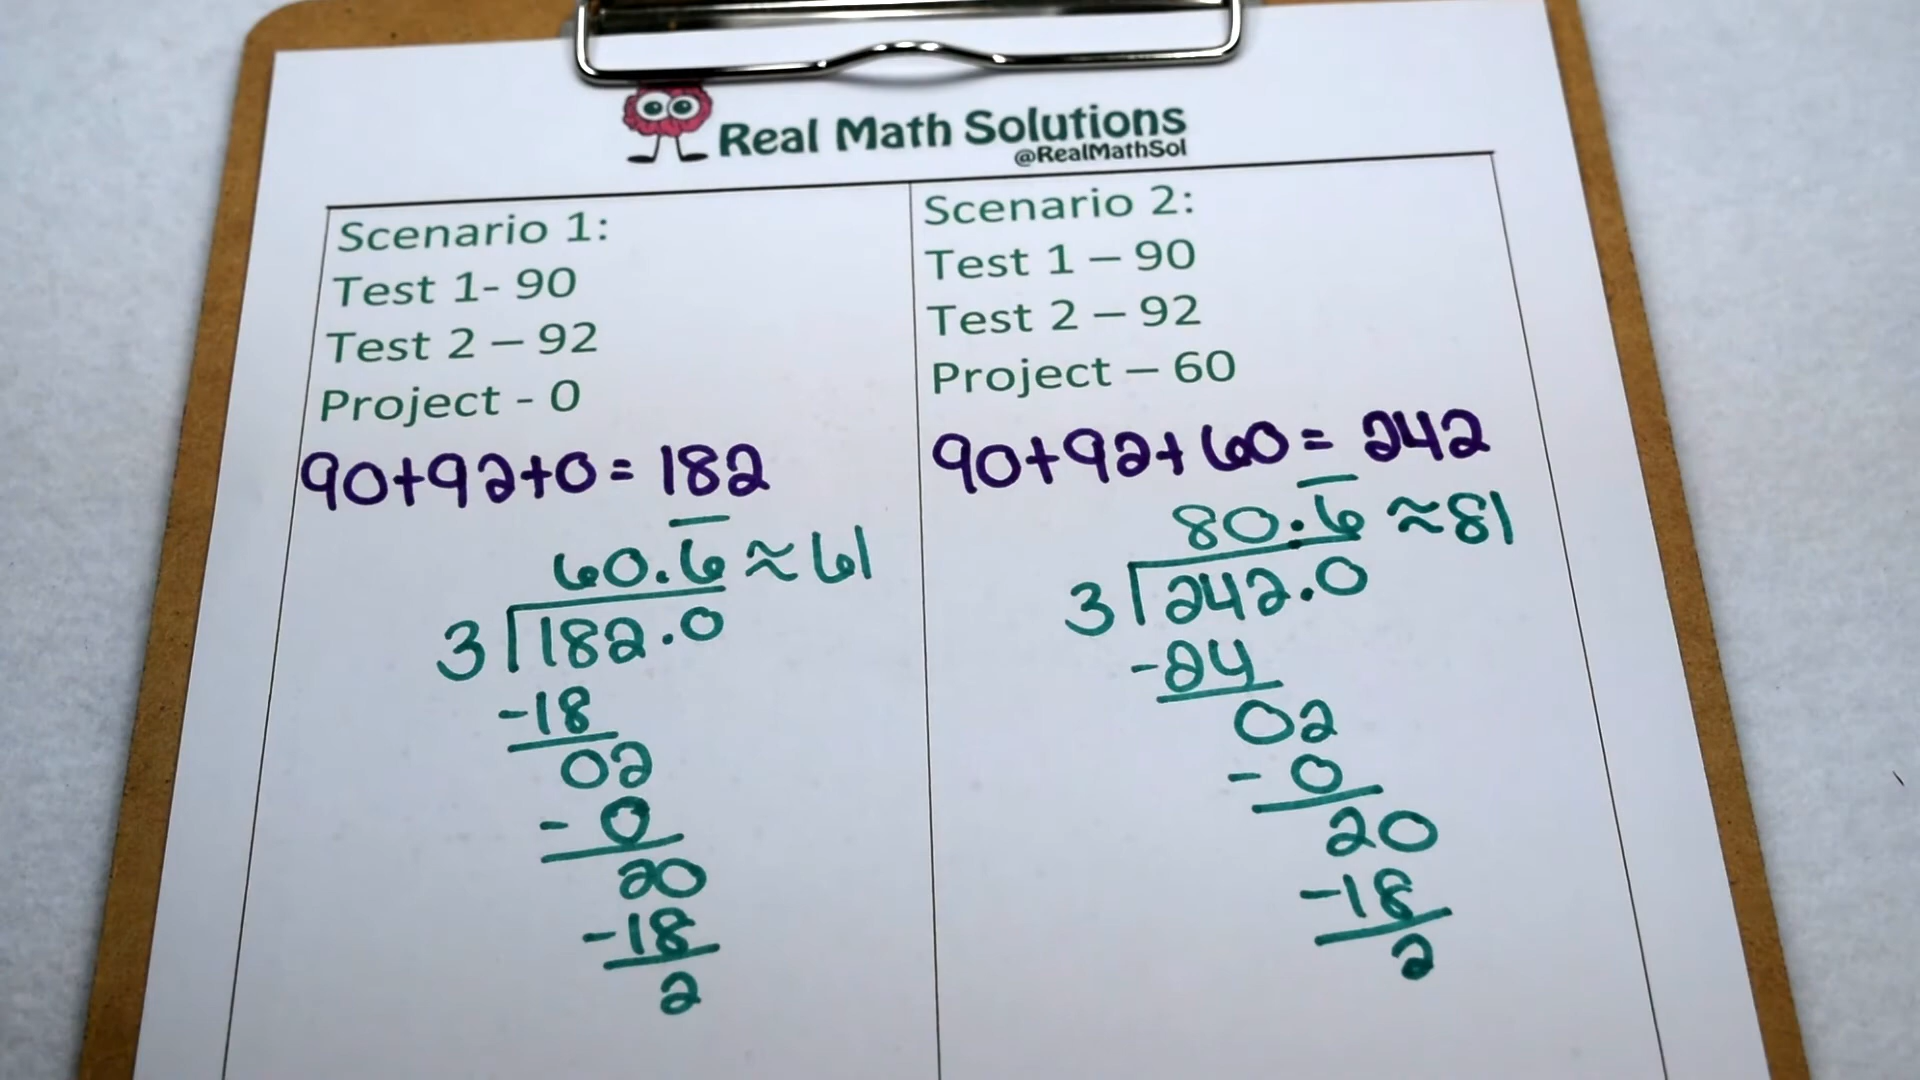 Real Math Solutions
@RealMathSol
Scenario 1:
Test 1- 90
Test 2 – 92
Project - 0
90+92+0= 182
60.6̅ ≈ 61
3 182.0
-18
02
- 0
20
-18
2
Scenario 2:
Test 1 – 90
Test 2 – 92
Project – 60
90+92+60= 242
80.6̅ ≈ 81
3 242.0
-24
02
- 0
20
-18
2